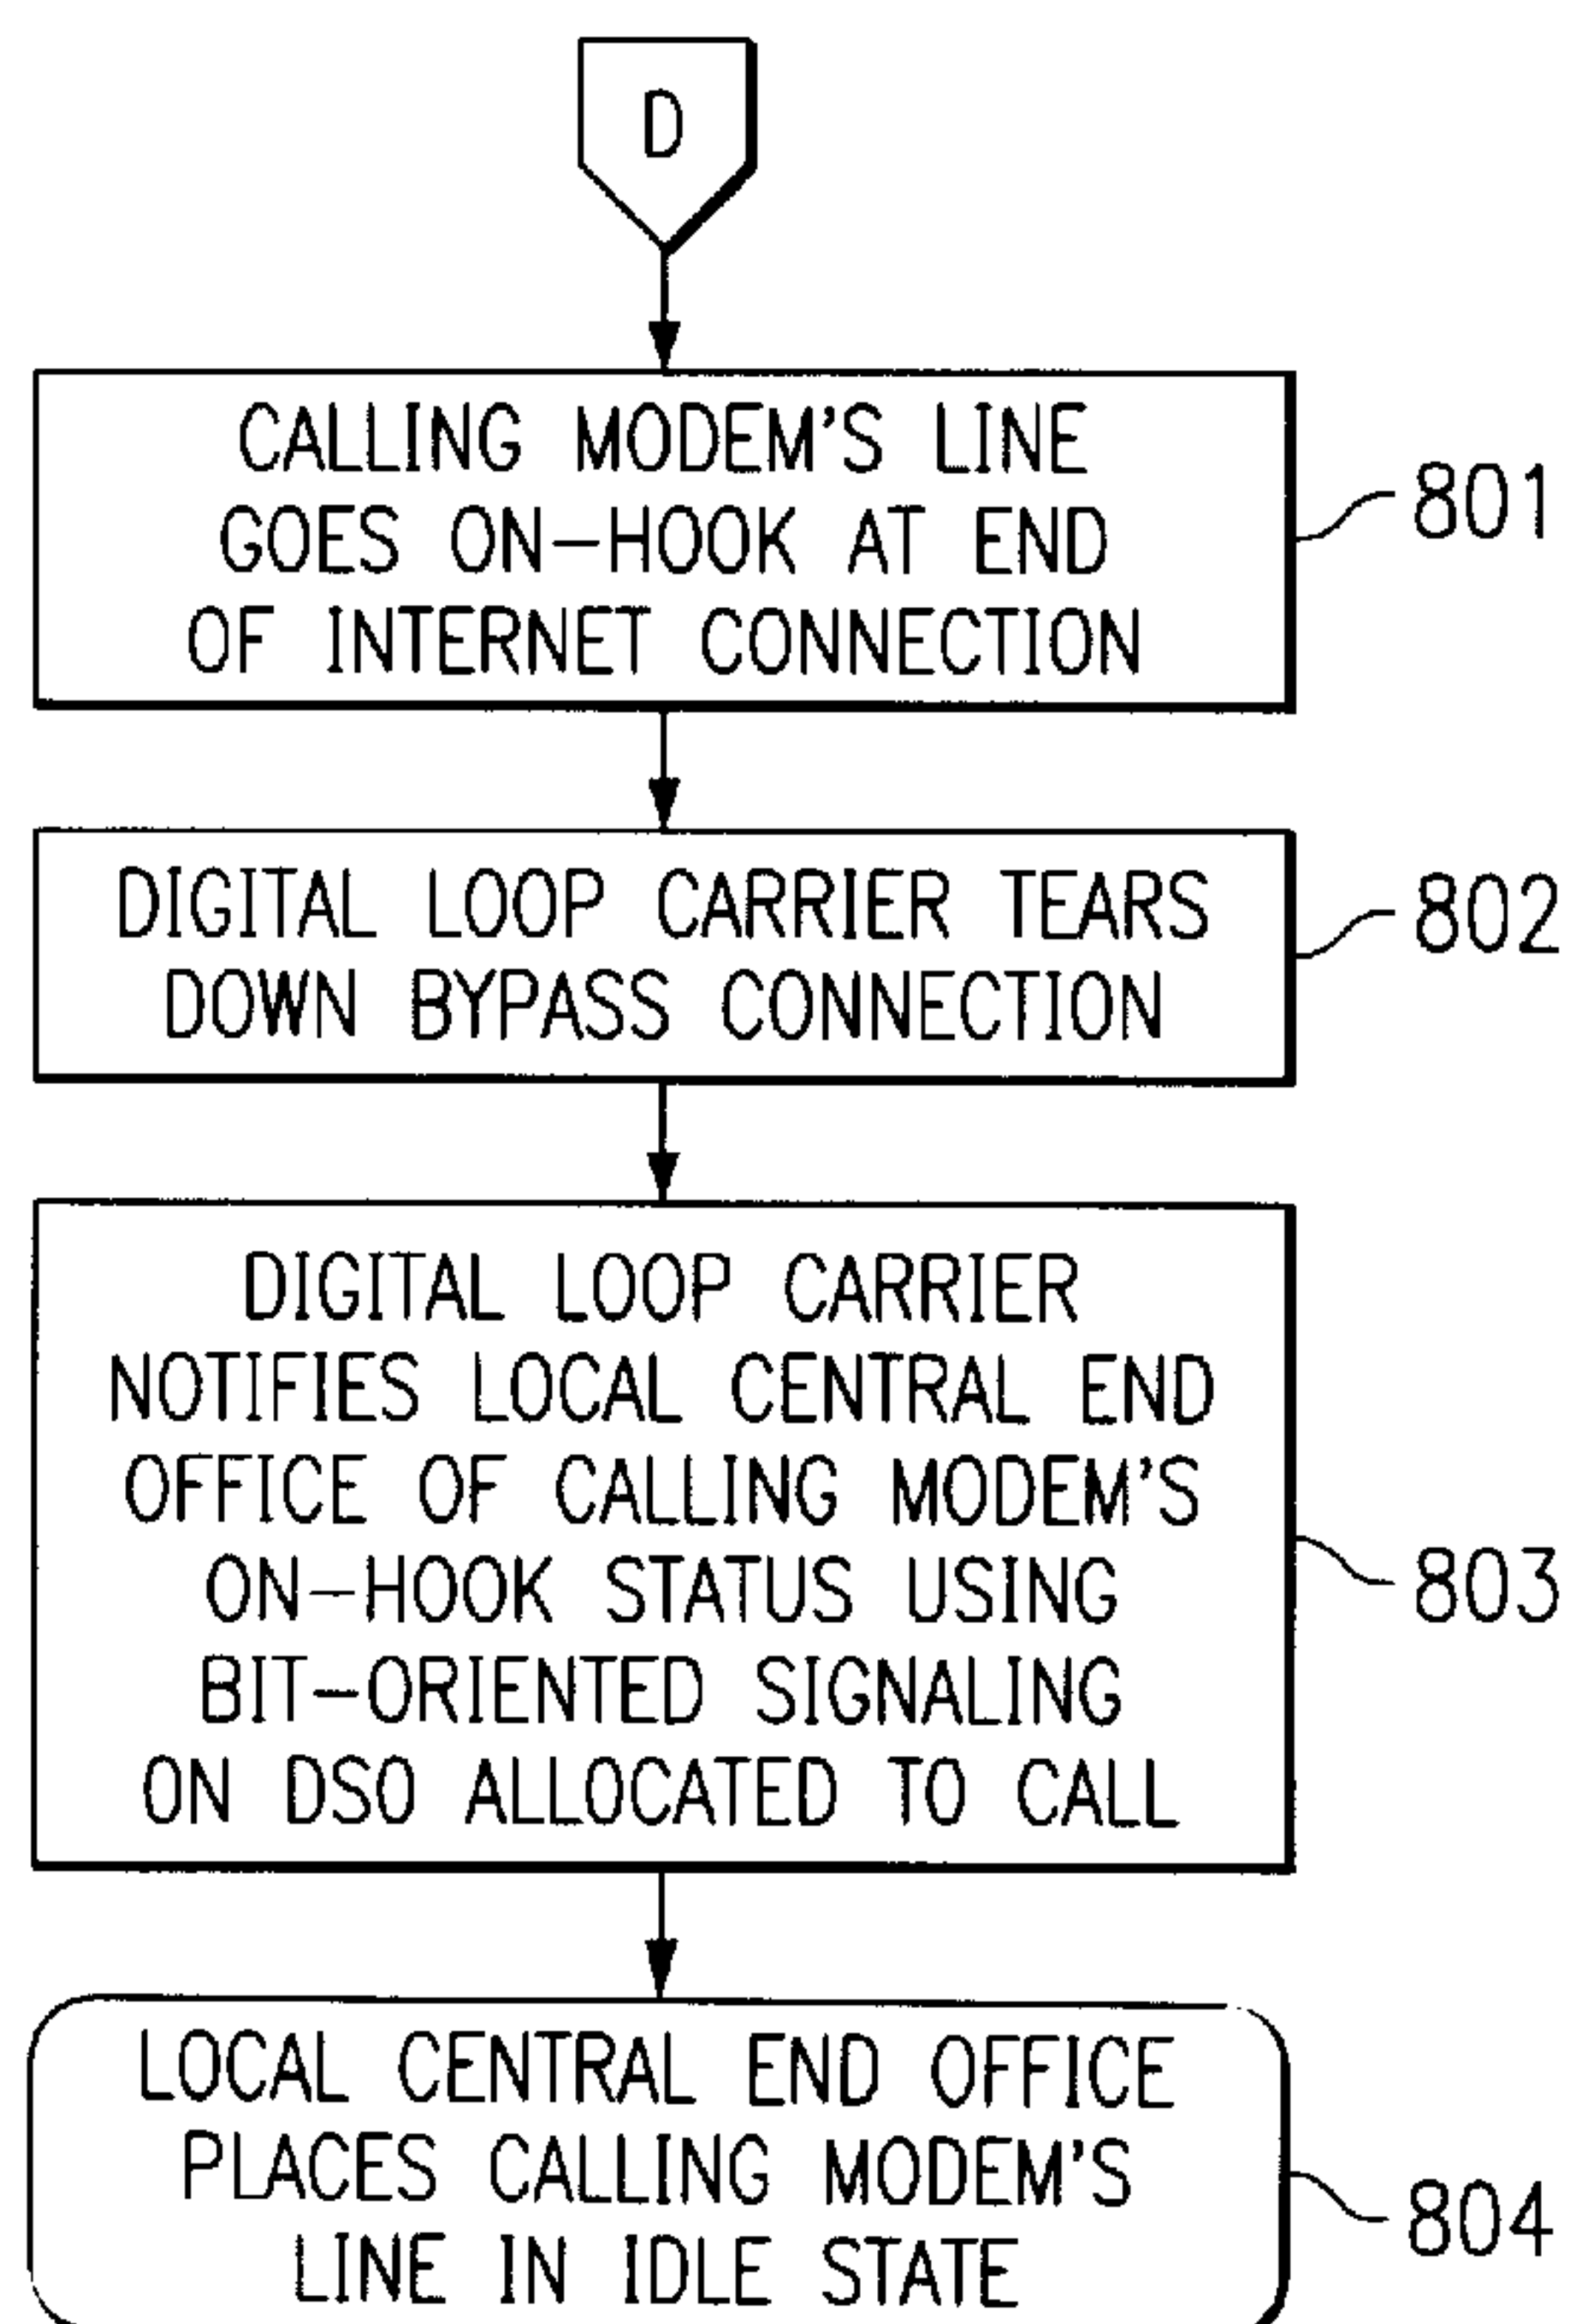 D
CALLING MODEM'S LINE
GOES ON-HOOK AT END
OF INTERNET CONNECTION
801
DIGITAL LOOP CARRIER TEARS
DOWN BYPASS CONNECTION
802
DIGITAL LOOP CARRIER
NOTIFIES LOCAL CENTRAL END
OFFICE OF CALLING MODEM'S
ON-HOOK STATUS USING
BIT-ORIENTED SIGNALING
ON DSO ALLOCATED TO CALL
803
LOCAL CENTRAL END OFFICE
PLACES CALLING MODEM'S
LINE IN IDLE STATE
804